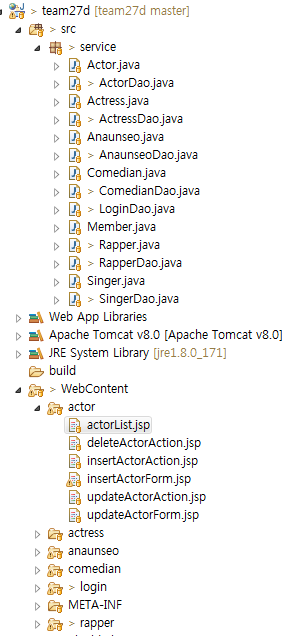 > team27d [team27d master]
> src
> service
Actor.java
> ActorDao.java
Actress.java
> ActressDao.java
Anaunseo.java
> AnaunseoDao.java
Comedian.java
> ComedianDao.java
> LoginDao.java
Member.java
> Rapper.java
> RapperDao.java
Singer.java
> SingerDao.java
Web App Libraries
Apache Tomcat v8.0 [Apache Tomcat v8.0]
JRE System Library [jre1.8.0_171]
build
> WebContent
actor
actorList.jsp
deleteActorAction.jsp
insertActorAction.jsp
insertActorForm.jsp
updateActorAction.jsp
updateActorForm.jsp
actress
anaunseo
comedian
> login
META-INF
> rapper